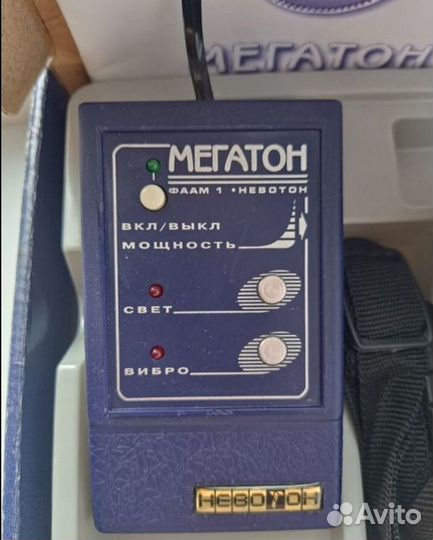 МЕГАТОН
МЕГАТОН
ФААМ 1 • НЕВОТОН
ВКЛ/ВЫКЛ
МОЩНОСТЬ
СВЕТ
ВИБРО
НЕВОТОН
Avito